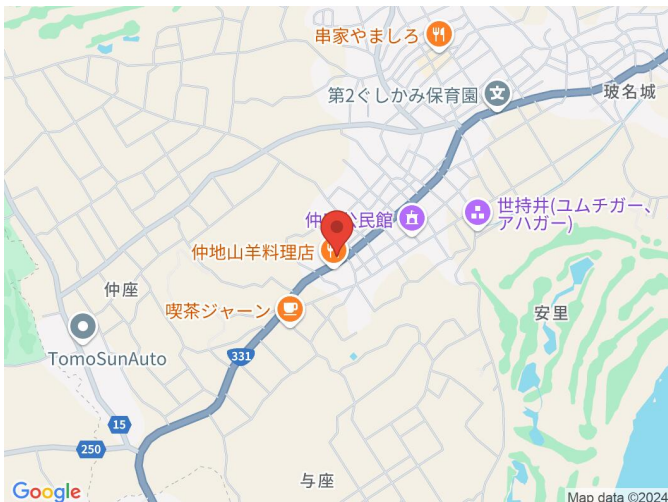 串家やましろ
第2ぐしかみ保育園
玻名城
世持井(ユムチガー、
アハガー)
公民館
仲地山羊料理店
仲座
喫茶ジャーン
安里
TomoSunAuto
331
15
250
与座
Google
Map data ©2024